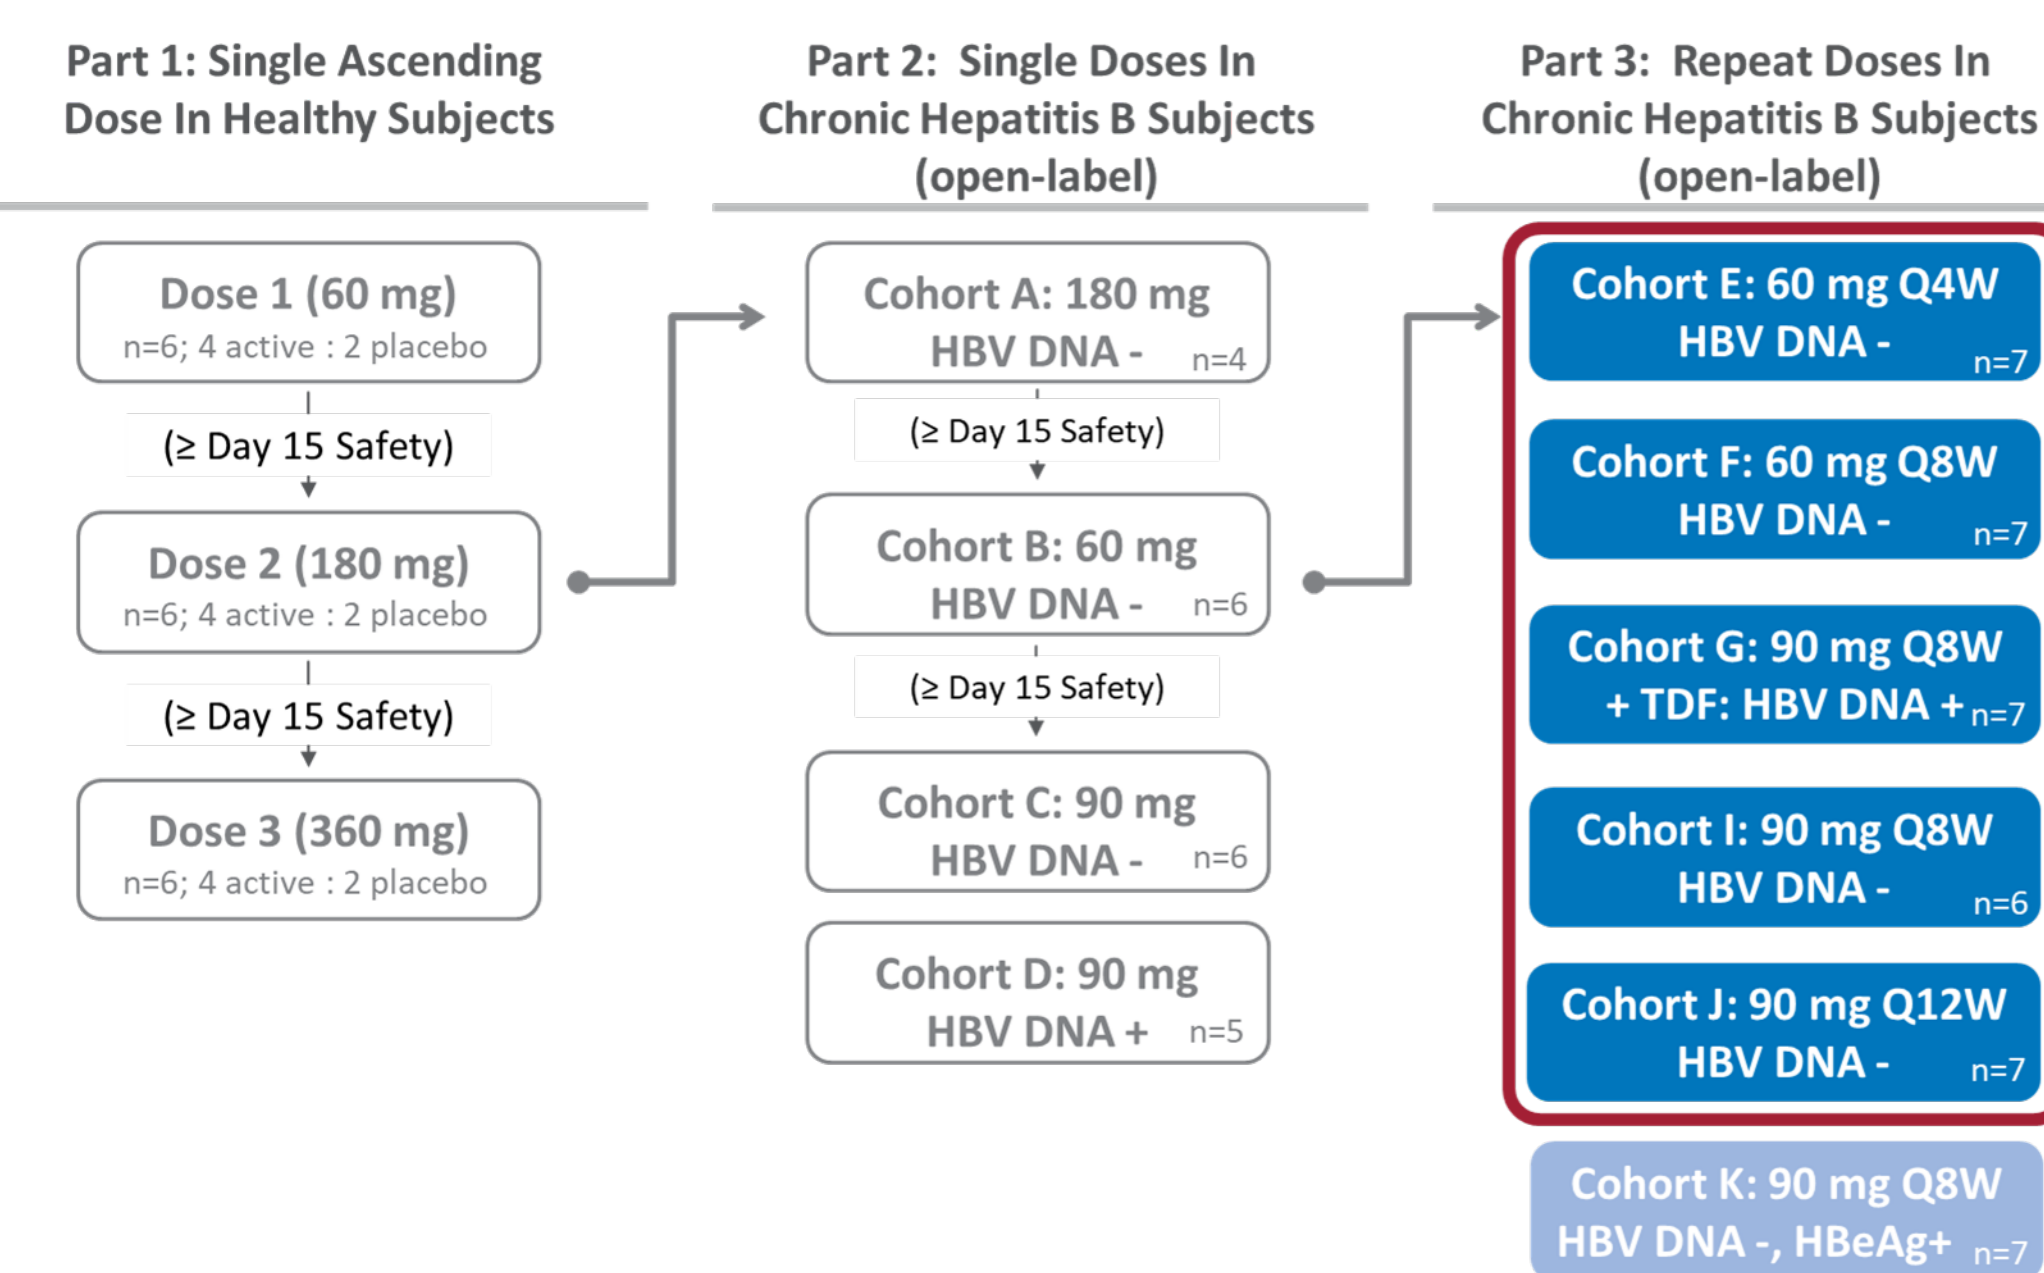 Part 1: Single Ascending
Dose In Healthy Subjects
Dose 1 (60 mg)
n=6; 4 active : 2 placebo
(≥ Day 15 Safety)
Dose 2 (180 mg)
n=6; 4 active : 2 placebo
(≥ Day 15 Safety)
Dose 3 (360 mg)
n=6; 4 active : 2 placebo
Part 2: Single Doses In
Chronic Hepatitis B Subjects
(open-label)
Cohort A: 180 mg
HBV DNA - n=4
(≥ Day 15 Safety)
Cohort B: 60 mg
HBV DNA - n=6
(≥ Day 15 Safety)
Cohort C: 90 mg
HBV DNA - n=6
Cohort D: 90 mg
HBV DNA + n=5
Part 3: Repeat Doses In
Chronic Hepatitis B Subjects
(open-label)
Cohort E: 60 mg Q4W
HBV DNA - n=7
Cohort F: 60 mg Q8W
HBV DNA - n=7
Cohort G: 90 mg Q8W
+ TDF: HBV DNA + n=7
Cohort I: 90 mg Q8W
HBV DNA - n=6
Cohort J: 90 mg Q12W
HBV DNA - n=7
Cohort K: 90 mg Q8W
HBV DNA -, HBeAg+ n=7